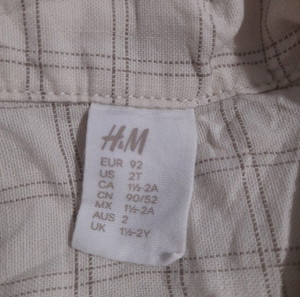 H&M
EUR 92
US 2T
CA 1½-2A
CN 90/52
MX 1½-2A
AUS 2
UK 1½-2Y